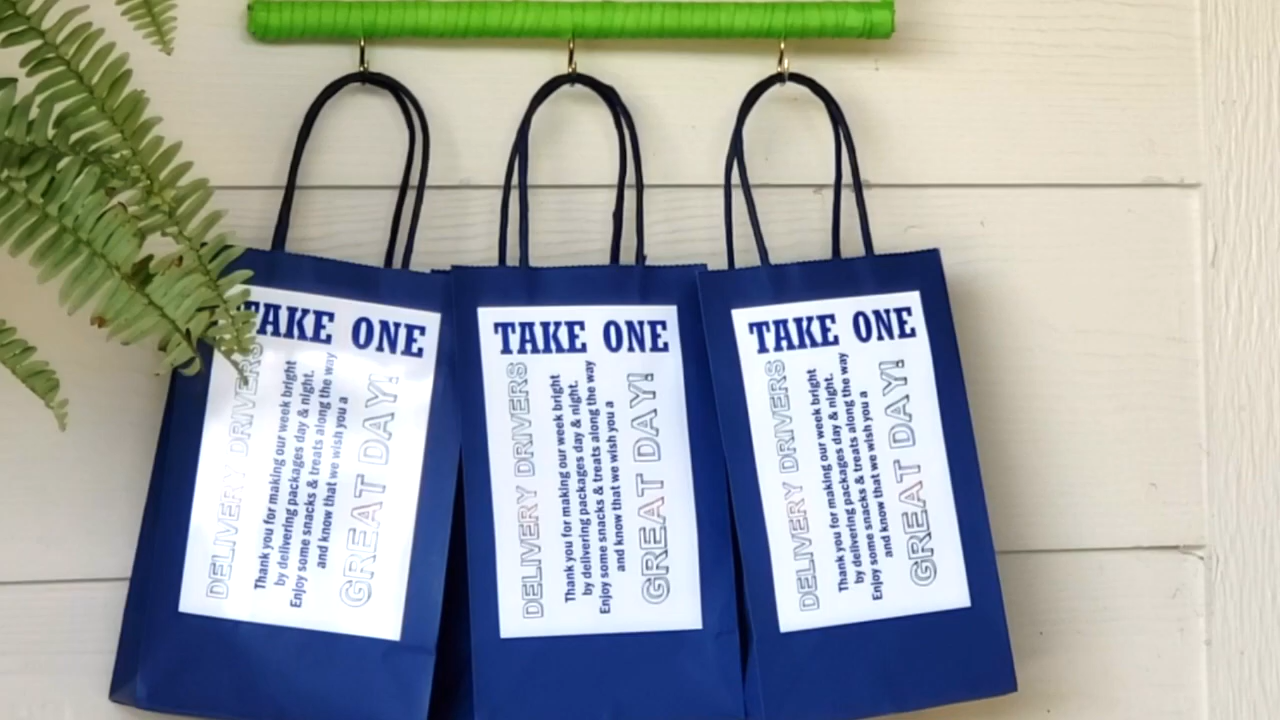 TAKE ONE
DELIVERY DRIVERS
Thank you for making our week bright
by delivering packages day & night.
Enjoy some snacks & treats along the way
and know that we wish you a
GREAT DAY!
TAKE ONE
DELIVERY DRIVERS
Thank you for making our week bright
by delivering packages day & night.
Enjoy some snacks & treats along the way
and know that we wish you a
GREAT DAY!
TAKE ONE
DELIVERY DRIVERS
Thank you for making our week bright
by delivering packages day & night.
Enjoy some snacks & treats along the way
and know that we wish you a
GREAT DAY!